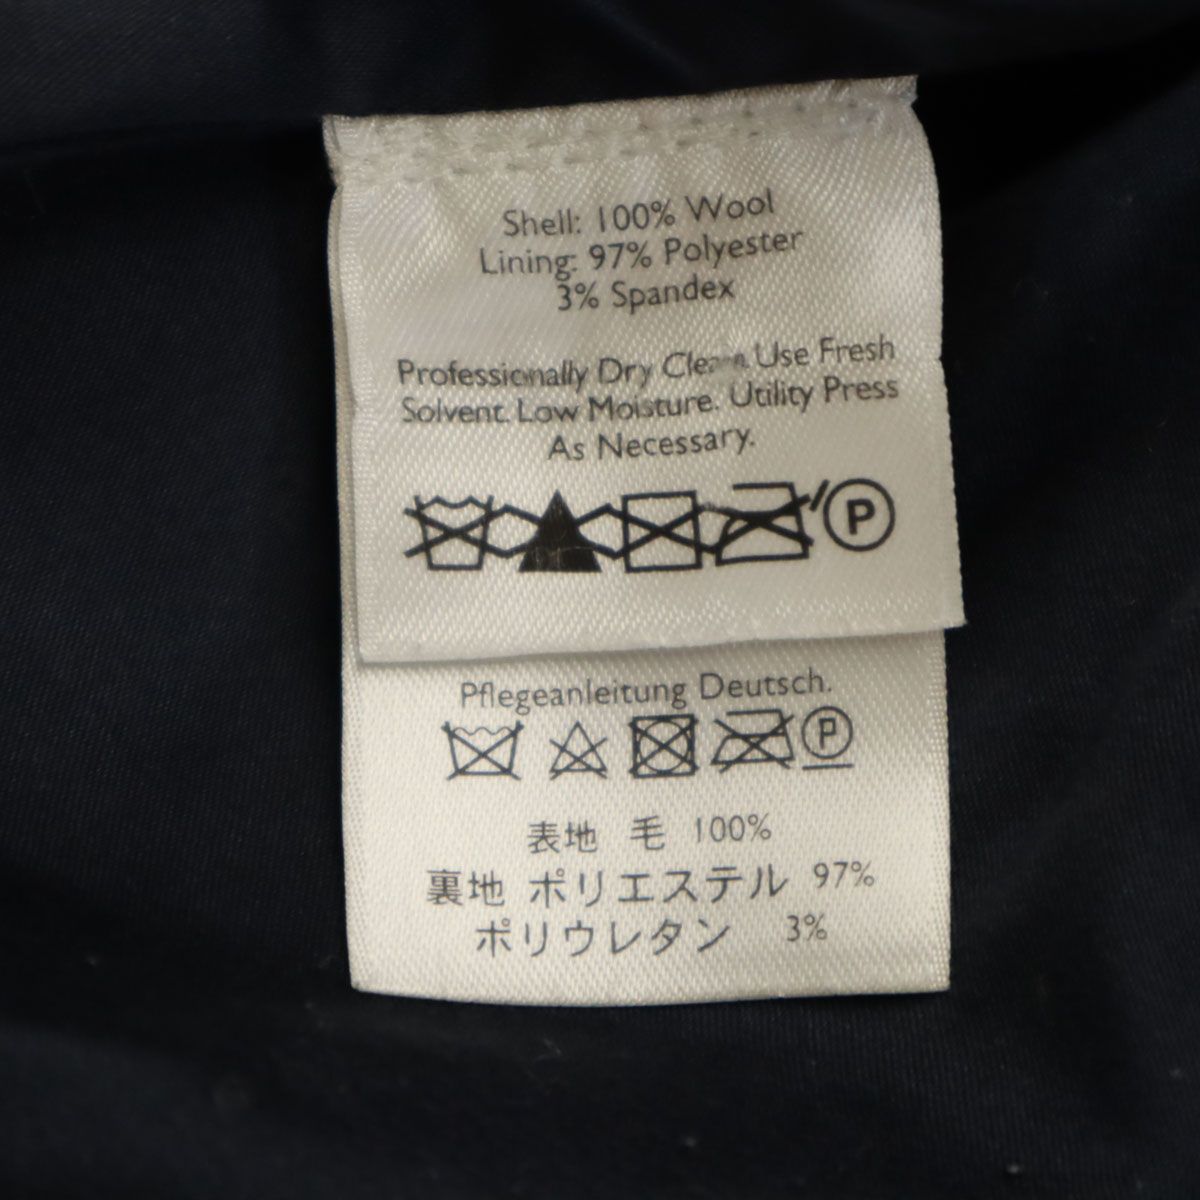 Shell: 100% Wool
Lining: 97% Polyester
3% Spandex
Professionally Dry Clean. Use Fresh
Solvent. Low Moisture. Utility Press
As Necessary.
P
Pflegeanleitung Deutsch.
P
表地 毛 100%
裏地 ポリエステル 97%
ポリウレタン 3%